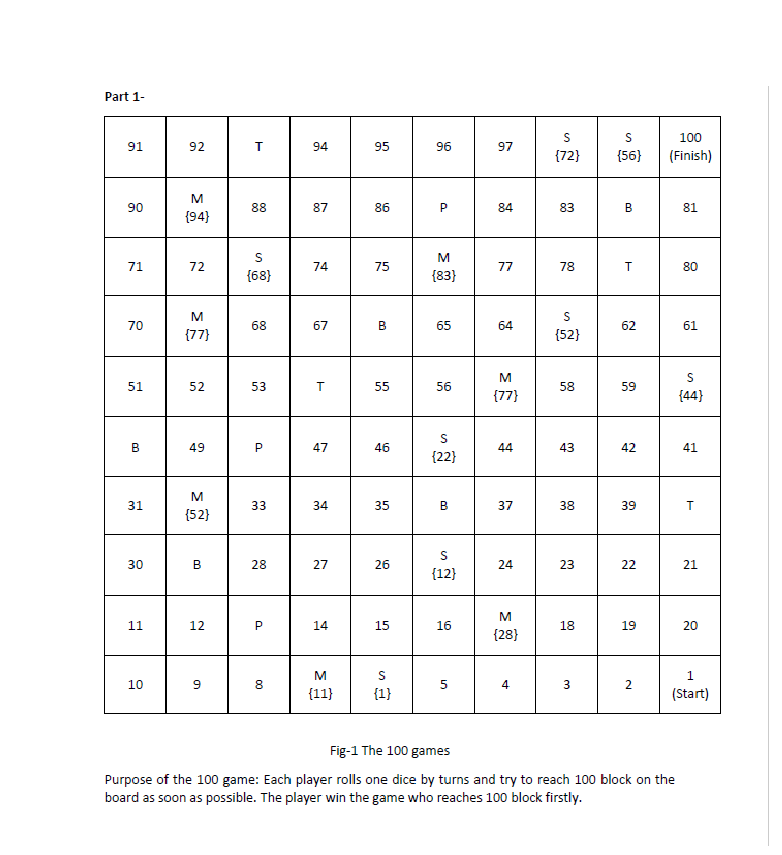 Part 1-
91 92 T 94 95 96 97 S {72} S {56} 100 (Finish)
90 M {94} 88 87 86 P 84 83 B 81
71 72 S {68} 74 75 M {83} 77 78 T 80
70 M {77} 68 67 B 65 64 S {52} 62 61
51 52 53 T 55 56 M {77} 58 59 S {44}
B 49 P 47 46 S {22} 44 43 42 41
31 M {52} 33 34 35 B 37 38 39 T
30 B 28 27 26 S {12} 24 23 22 21
11 12 P 14 15 16 M {28} 18 19 20
10 9 8 M {11} S {1} 5 4 3 2 1 (Start)
Fig-1 The 100 games
Purpose of the 100 game: Each player rolls one dice by turns and try to reach 100 block on the
board as soon as possible. The player win the game who reaches 100 block firstly.